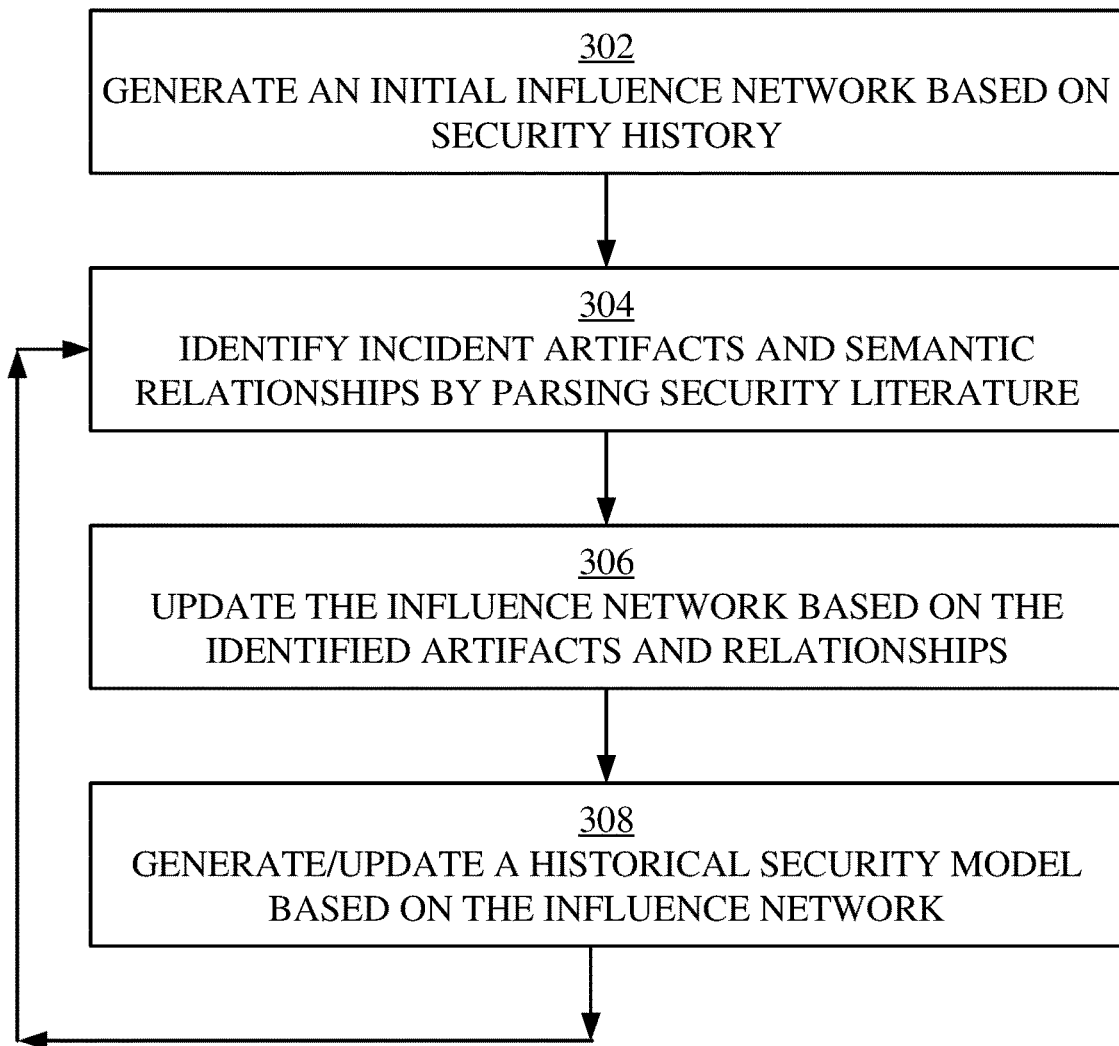 302
GENERATE AN INITIAL INFLUENCE NETWORK BASED ON
SECURITY HISTORY
304
IDENTIFY INCIDENT ARTIFACTS AND SEMANTIC
RELATIONSHIPS BY PARSING SECURITY LITERATURE
306
UPDATE THE INFLUENCE NETWORK BASED ON THE
IDENTIFIED ARTIFACTS AND RELATIONSHIPS
308
GENERATE/UPDATE A HISTORICAL SECURITY MODEL
BASED ON THE INFLUENCE NETWORK